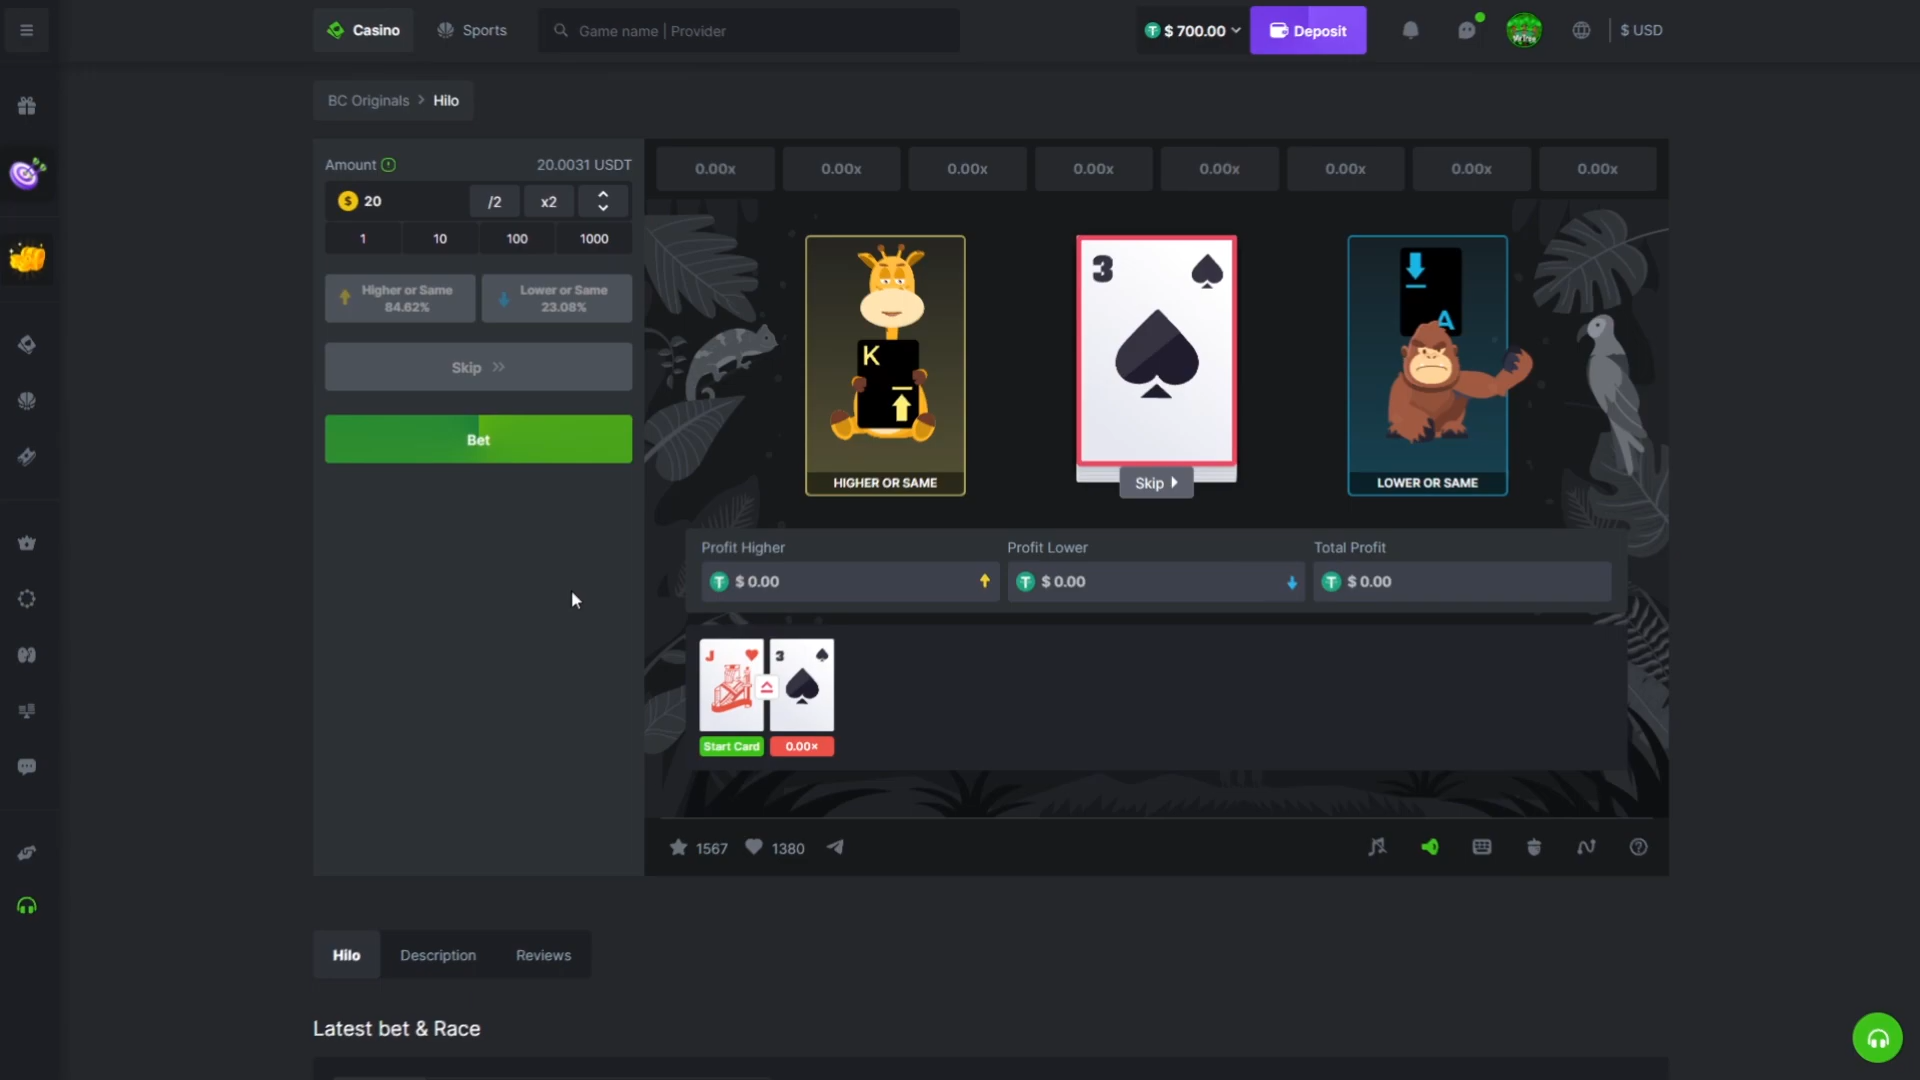 Casino
Sports
Game name | Provider
$ 700.00
Deposit
$ USD
BC Originals > Hilo
Amount
20.0031 USDT
20
/2
x2
1
10
100
1000
Higher or Same
84.62%
Lower or Same
23.08%
Skip
Bet
0.00x
0.00x
0.00x
0.00x
0.00x
0.00x
0.00x
0.00x
K
HIGHER OR SAME
3
Skip
A
LOWER OR SAME
Profit Higher
$ 0.00
Profit Lower
$ 0.00
Total Profit
$ 0.00
J
3
Start Card
0.00×
1567
1380
Hilo
Description
Reviews
Latest bet & Race